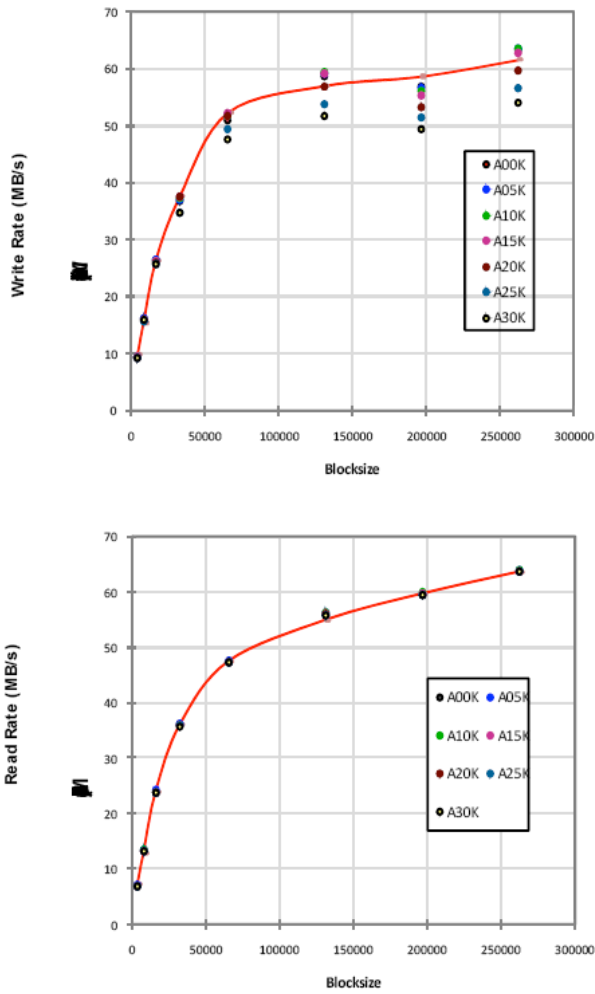 70
60
50
40
30
20
10
0
Write Rate (MB/s)
A00K
A05K
A10K
A15K
A20K
A25K
A30K
0 50000 100000 150000 200000 250000 300000
Blocksize
70
60
50
40
30
20
10
0
Read Rate (MB/s)
A00K A05K
A10K A15K
A20K A25K
A30K
0 50000 100000 150000 200000 250000 300000
Blocksize